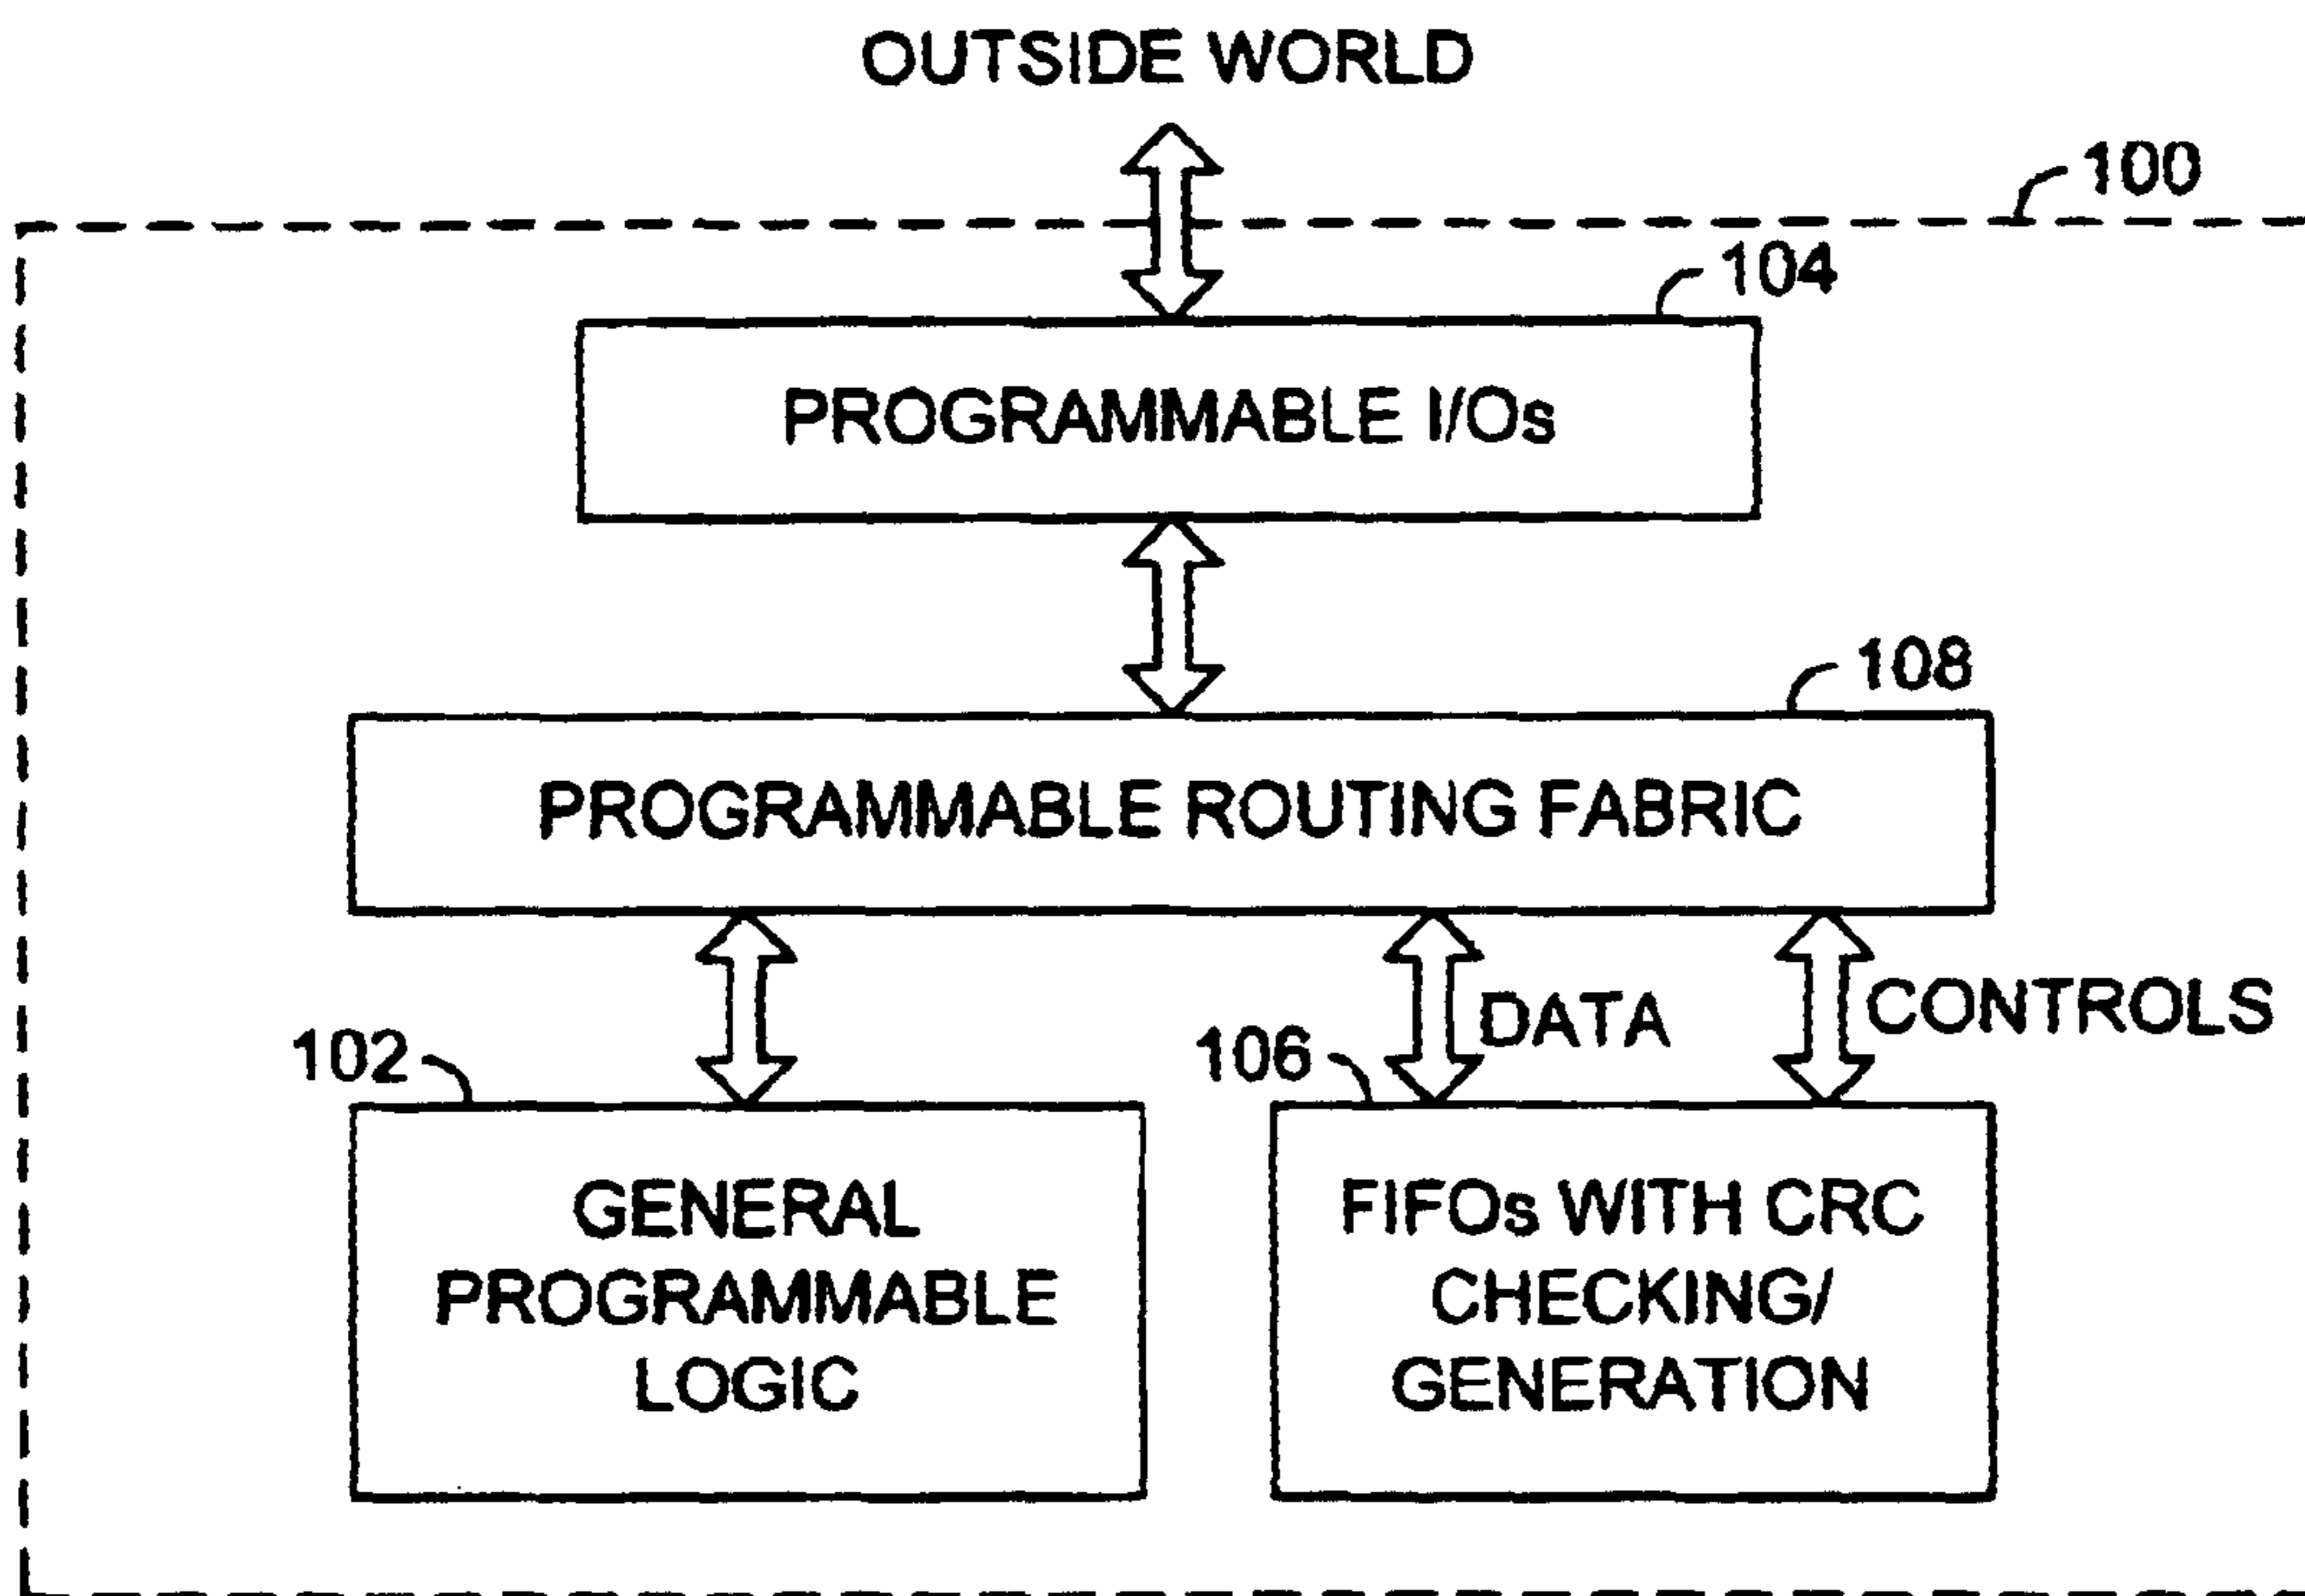 OUTSIDE WORLD
100
104
PROGRAMMABLE I/Os
108
PROGRAMMABLE ROUTING FABRIC
102
106
DATA
CONTROLS
GENERAL
PROGRAMMABLE
LOGIC
FIFOs WITH CRC
CHECKING/
GENERATION